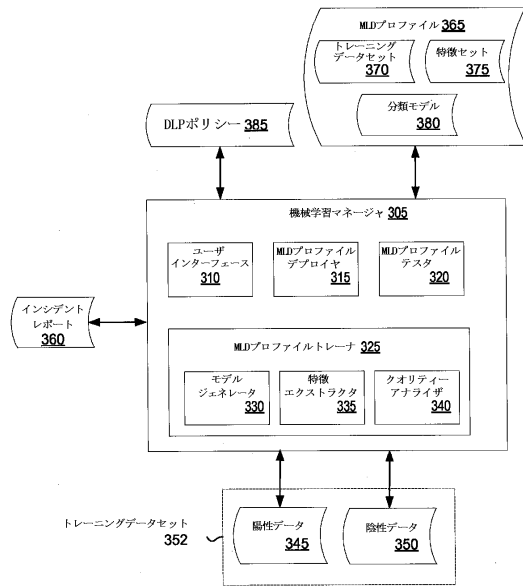 MLDプロファイル 365
トレーニング
データセット
370
特徴セット
375
分類モデル
380
DLPポリシー 385
機械学習マネージャ 305
ユーザ
インターフェース
310
MLDプロファイル
デプロイヤ
315
MLDプロファイル
テスタ
320
インシデント
レポート
360
MLDプロファイルトレーナ 325
モデル
ジェネレータ
330
特徴
エクストラクタ
335
クオリティー
アナライザ
340
トレーニングデータセット
352
陽性データ
345
陰性データ
350